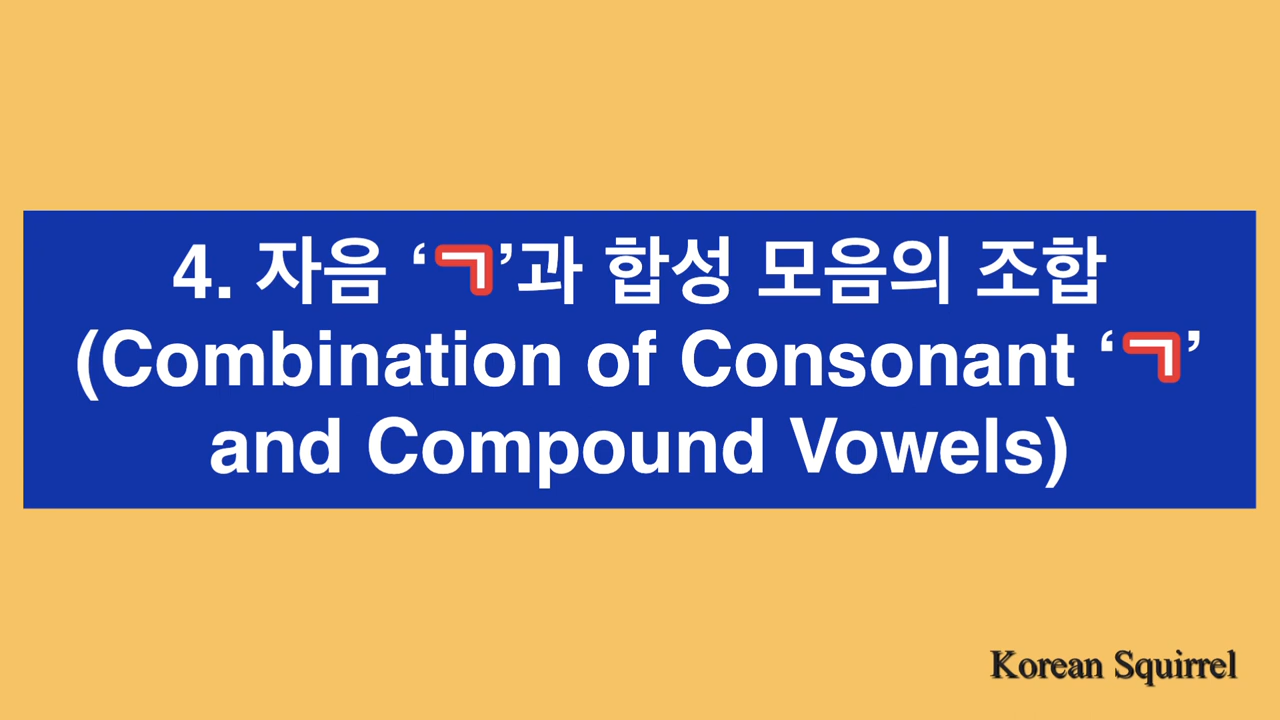 4. 자음 ‘ㄱ’과 합성 모음의 조합
(Combination of Consonant ‘ㄱ’
and Compound Vowels)
Korean Squirrel